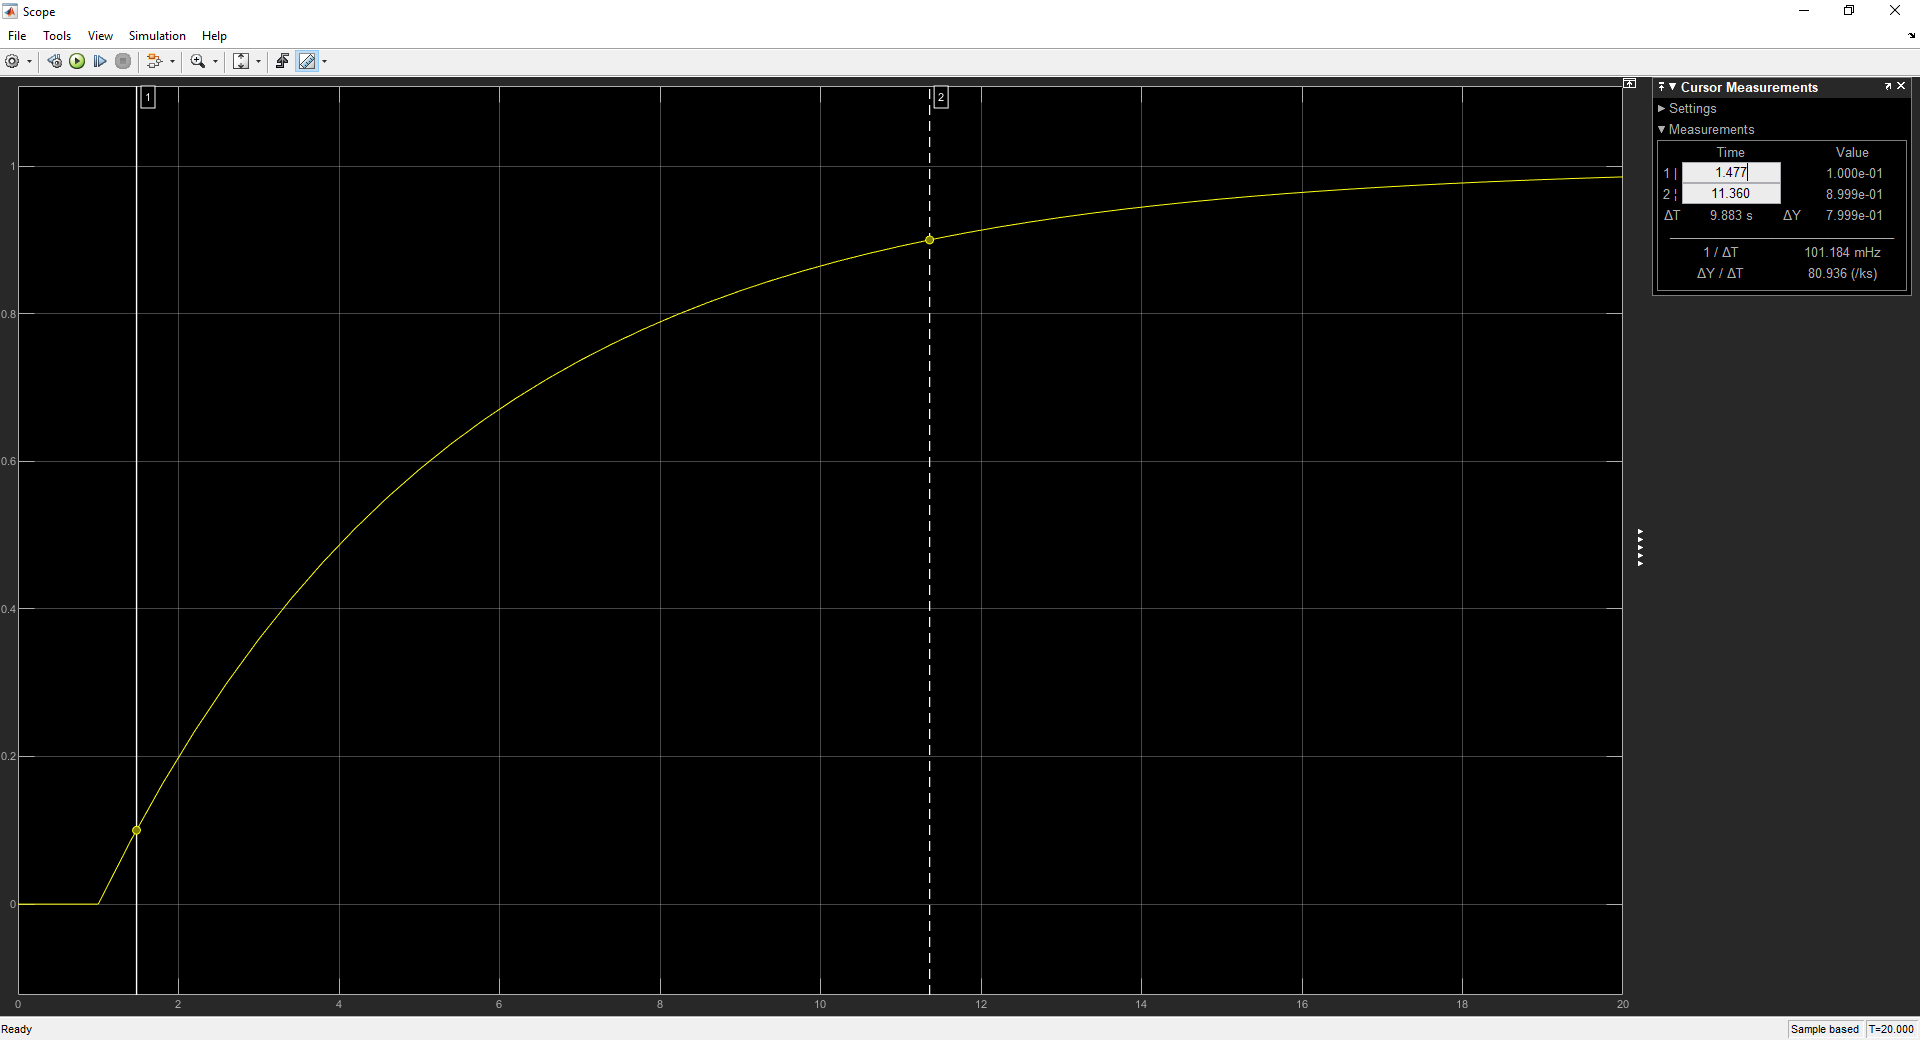 Scope
File Tools View Simulation Help
1
2
1
0.8
0.6
0.4
0.2
0
0 2 4 6 8 10 12 14 16 18 20
Cursor Measurements
Settings
Measurements
Time Value
1 | 1.477 1.000e-01
2 ¦ 11.360 8.999e-01
ΔT 9.883 s ΔY 7.999e-01
1 / ΔT 101.184 mHz
ΔY / ΔT 80.936 (/ks)
Ready
Sample based T=20.000